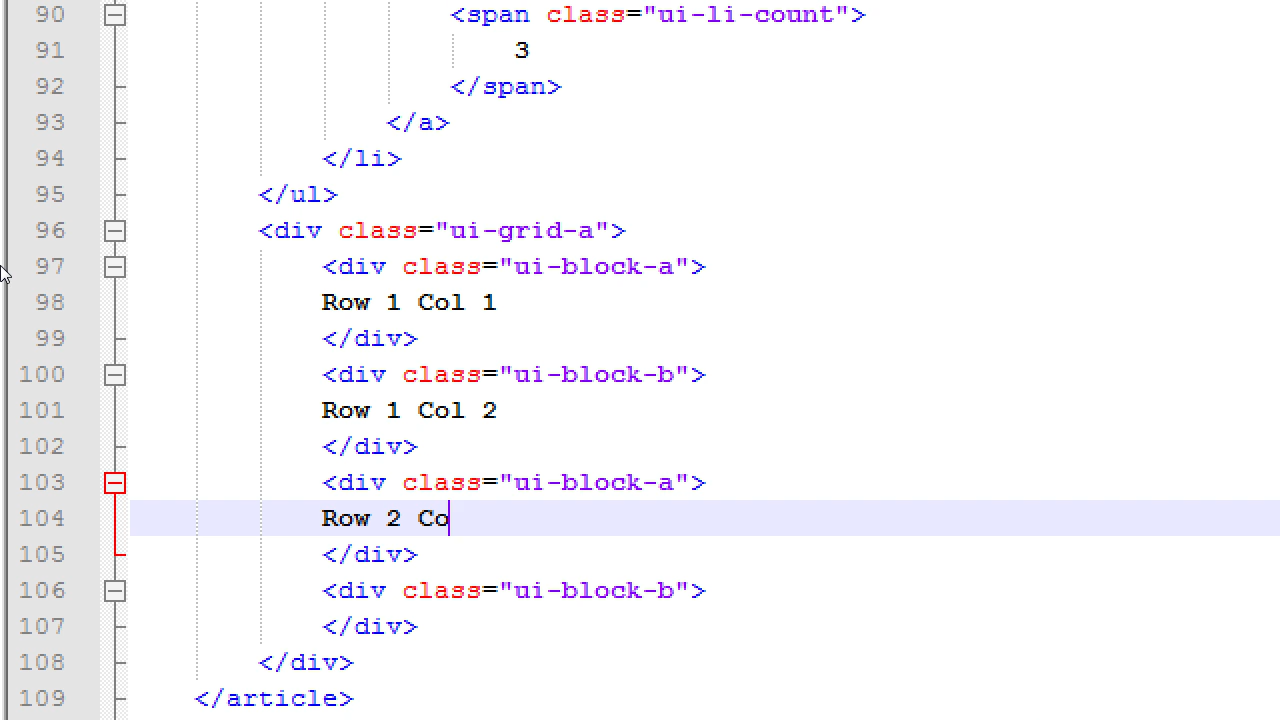 90 <span class="ui-li-count">
91 3
92 </span>
93 </a>
94 </li>
95 </ul>
96 <div class="ui-grid-a">
97 <div class="ui-block-a">
98 Row 1 Col 1
99 </div>
100 <div class="ui-block-b">
101 Row 1 Col 2
102 </div>
103 <div class="ui-block-a">
104 Row 2 Co
105 </div>
106 <div class="ui-block-b">
107 </div>
108 </div>
109 </article>